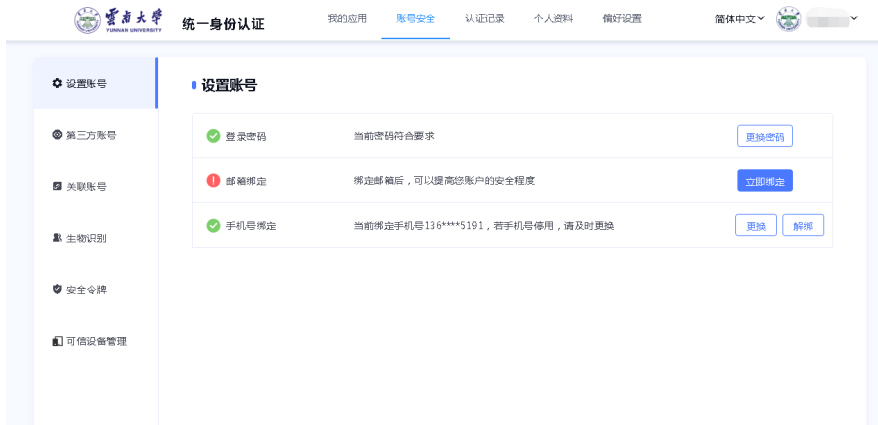 雲南大學 YUNNAN UNIVERSITY 统一身份认证 我的应用 账号安全 认证记录 个人资料 偏好设置 简体中文
设置账号
第三方账号
关联账号
生物识别
安全令牌
可信设备管理
设置账号
登录密码 当前密码符合要求 更换密码
邮箱绑定 绑定邮箱后，可以提高您账户的安全程度 立即绑定
手机号绑定 当前绑定手机号136****5191，若手机号停用，请及时更换 更换 解绑